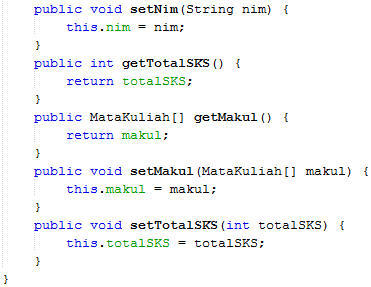 public void setNim(String nim) {
this.nim = nim;
}
public int getTotalSKS() {
return totalSKS;
}
public MataKuliah[] getMakul() {
return makul;
}
public void setMakul(MataKuliah[] makul) {
this.makul = makul;
}
public void setTotalSKS(int totalSKS) {
this.totalSKS = totalSKS;
}
}